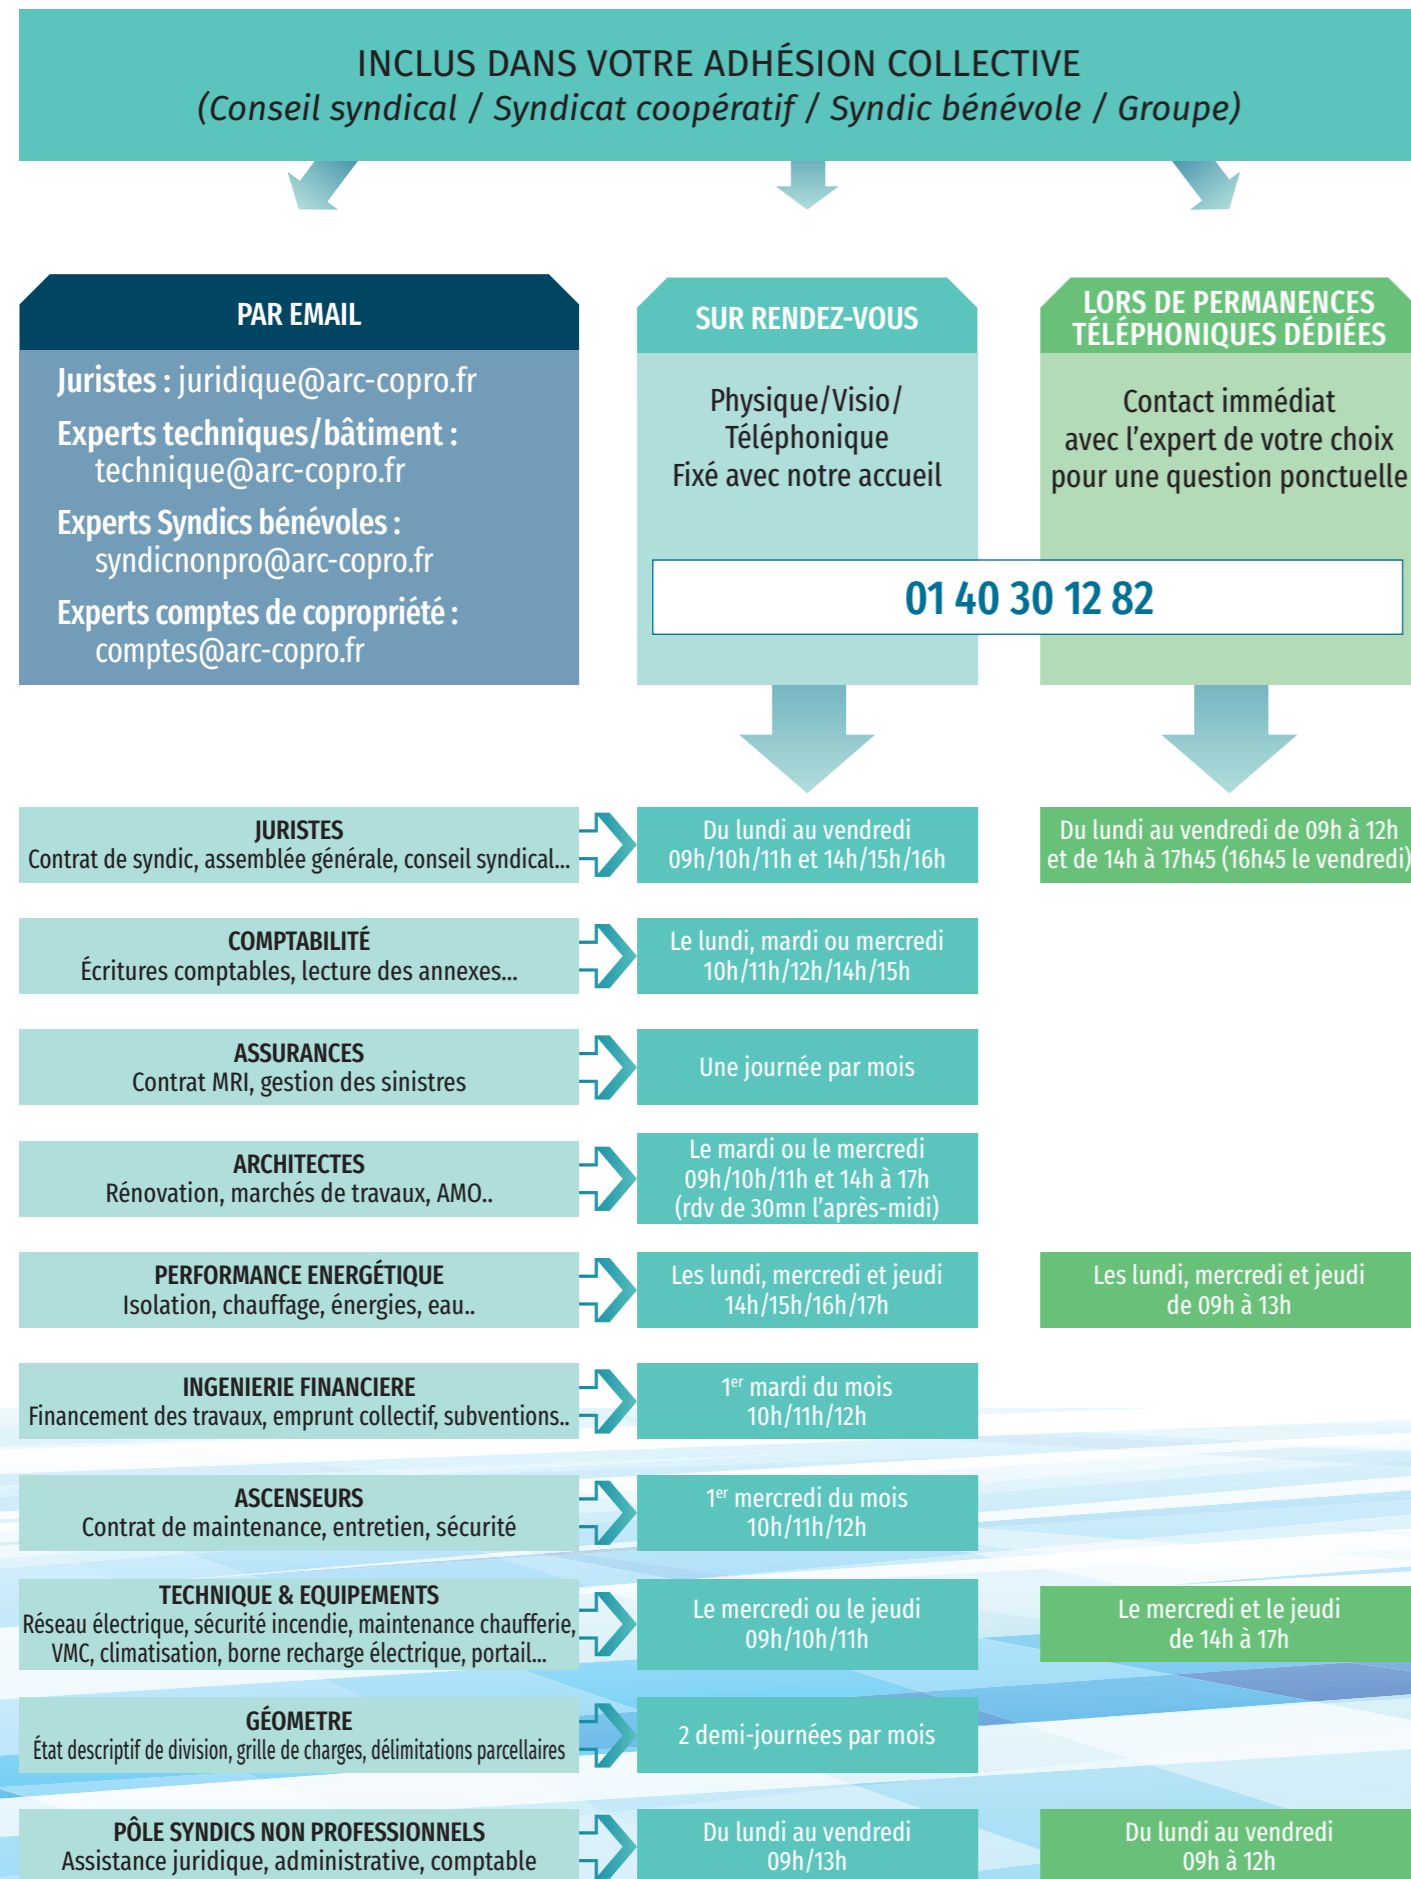 INCLUS DANS VOTRE ADHÉSION COLLECTIVE
(Conseil syndical / Syndicat coopératif / Syndic bénévole / Groupe)
PAR EMAIL
Juristes : juridique@arc-copro.fr
Experts techniques/bâtiment :
technique@arc-copro.fr
Experts Syndics bénévoles :
syndicnonpro@arc-copro.fr
Experts comptes de copropriété :
comptes@arc-copro.fr
SUR RENDEZ-VOUS
Physique/Visio/
Téléphonique
Fixé avec notre accueil
LORS DE PERMANENCES
TÉLÉPHONIQUES DÉDIÉES
Contact immédiat
avec l’expert de votre choix
pour une question ponctuelle
01 40 30 12 82
JURISTES
Contrat de syndic, assemblée générale, conseil syndical...
Du lundi au vendredi
09h/10h/11h et 14h/15h/16h
Du lundi au vendredi de 09h à 12h
et de 14h à 17h45 (16h45 le vendredi)
COMPTABILITÉ
Écritures comptables, lecture des annexes...
Le lundi, mardi ou mercredi
10h/11h/12h/14h/15h
ASSURANCES
Contrat MRI, gestion des sinistres
Une journée par mois
ARCHITECTES
Rénovation, marchés de travaux, AMO..
Le mardi ou le mercredi
09h/10h/11h et 14h à 17h
(rdv de 30mn l’après-midi)
PERFORMANCE ENERGÉTIQUE
Isolation, chauffage, énergies, eau..
Les lundi, mercredi et jeudi
14h/15h/16h/17h
Les lundi, mercredi et jeudi
de 09h à 13h
INGENIERIE FINANCIERE
Financement des travaux, emprunt collectif, subventions..
1er mardi du mois
10h/11h/12h
ASCENSEURS
Contrat de maintenance, entretien, sécurité
1er mercredi du mois
10h/11h/12h
TECHNIQUE & EQUIPEMENTS
Réseau électrique, sécurité incendie, maintenance chaufferie,
VMC, climatisation, borne recharge électrique, portail...
Le mercredi ou le jeudi
09h/10h/11h
Le mercredi et le jeudi
de 14h à 17h
GÉOMETRE
État descriptif de division, grille de charges, délimitations parcellaires
2 demi-journées par mois
PÔLE SYNDICS NON PROFESSIONNELS
Assistance juridique, administrative, comptable
Du lundi au vendredi
09h/13h
Du lundi au vendredi
09h à 12h